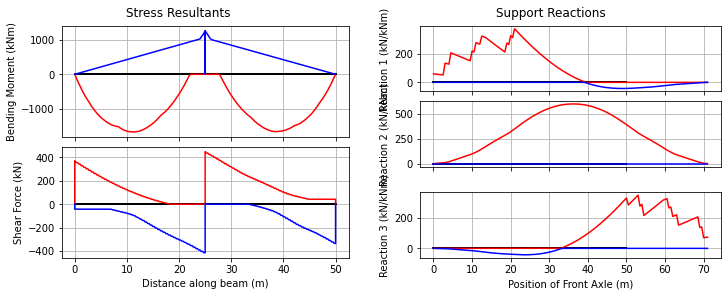 Stress Resultants
Bending Moment (kNm)
1000
0
−1000
Shear Force (kN)
400
200
0
−200
−400
0 10 20 30 40 50
Distance along beam (m)
Support Reactions
Reaction 1 (kN/kNm)
200
0
Reaction 2 (kN/kNm)
500
250
0
Reaction 3 (kN/kNm)
200
0
0 10 20 30 40 50 60 70
Position of Front Axle (m)